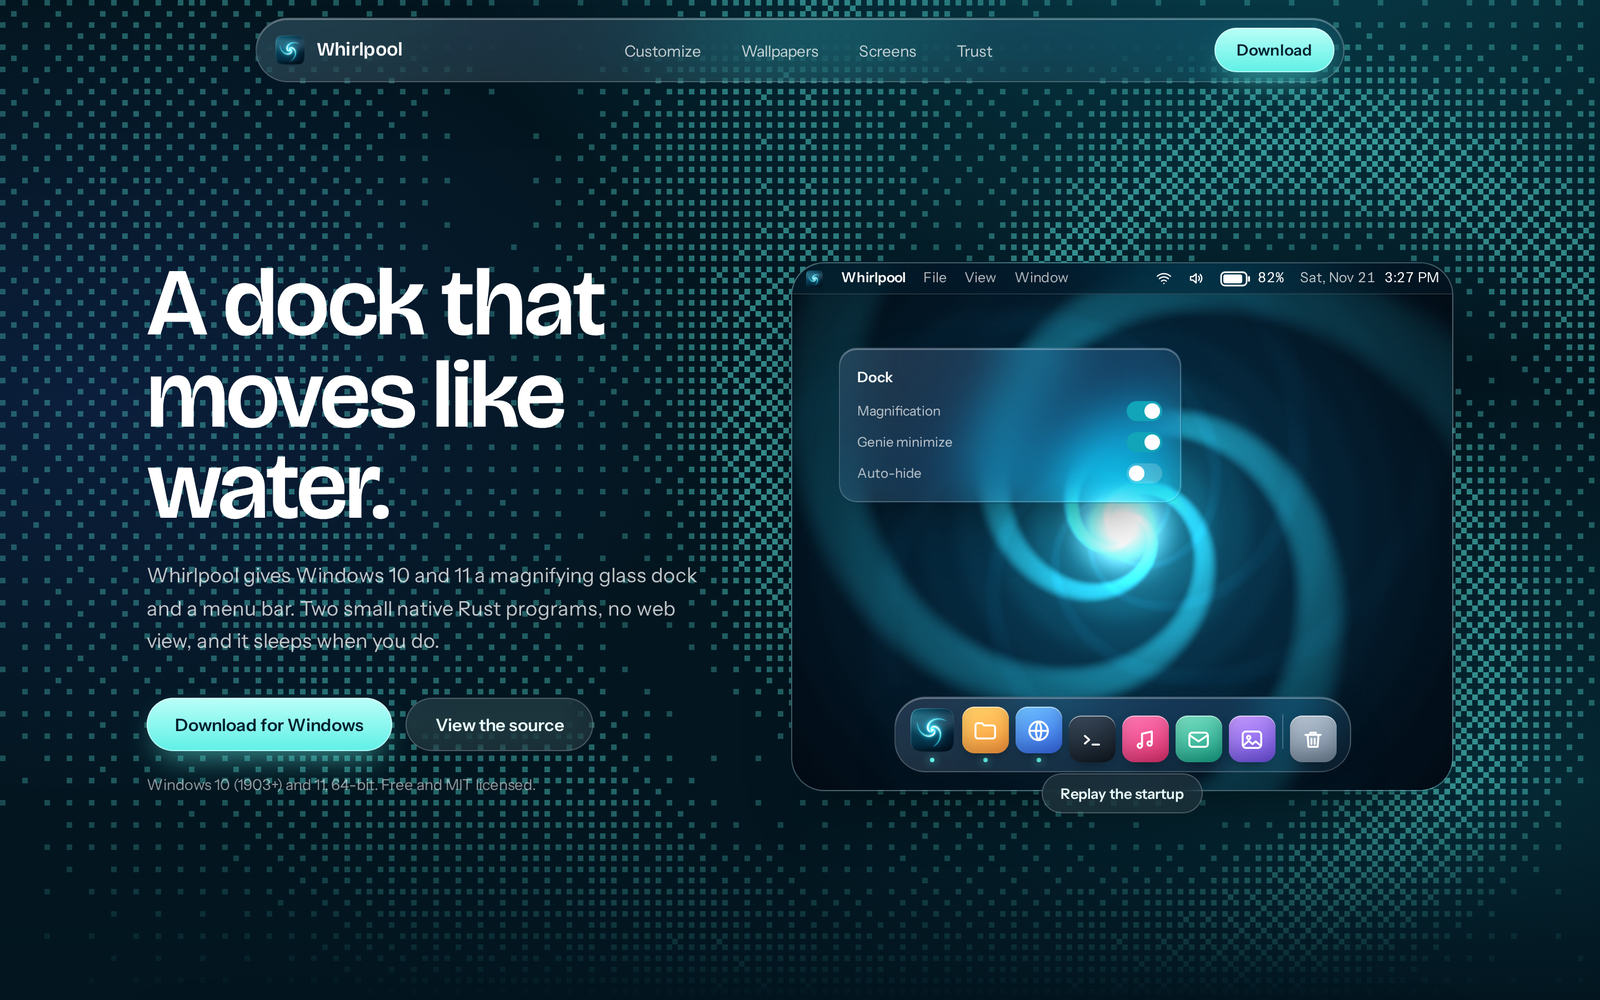 Whirlpool
Customize
Wallpapers
Screens
Trust
Download
A dock that
moves like
water.
Whirlpool gives Windows 10 and 11 a magnifying glass dock
and a menu bar. Two small native Rust programs, no web
view, and it sleeps when you do.
Download for Windows
View the source
Windows 10 (1903+) and 11, 64-bit. Free and MIT licensed.
Whirlpool File View Window
82% Sat, Nov 21 3:27 PM
Dock
Magnification
Genie minimize
Auto-hide
Replay the startup